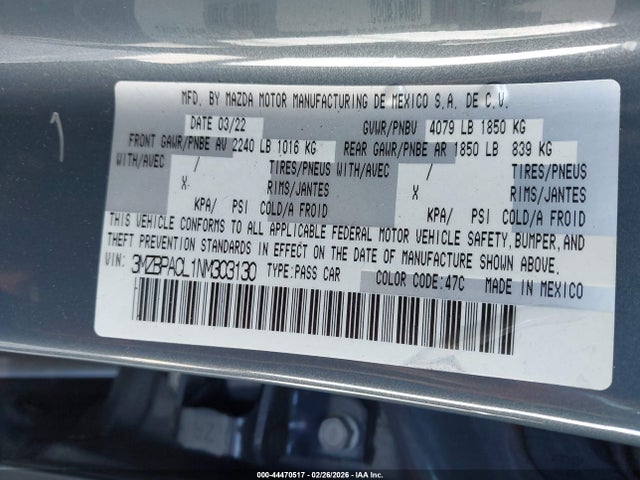 MFD. BY MAZDA MOTOR MANUFACTURING DE MEXICO S.A. DE C.V.
DATE 03/22 GVWR/PNBV 4079 LB 1850 KG
FRONT GAWR/PNBE AV 2240 LB 1016 KG REAR GAWR/PNBE AR 1850 LB 839 KG
WITH/AVEC / TIRES/PNEUS WITH/AVEC / TIRES/PNEUS
X RIMS/JANTES X RIMS/JANTES
KPA/ PSI COLD/A FROID KPA/ PSI COLD/A FROID
THIS VEHICLE CONFORMS TO ALL APPLICABLE FEDERAL MOTOR VEHICLE SAFETY, BUMPER, AND
THEFT PREVENTION STANDARDS IN EFFECT ON THE DATE OF MANUFACTURE SHOWN ABOVE.
VIN: 3MZBPACL1NM303130 TYPE:PASS CAR COLOR CODE:47C MADE IN MEXICO
000-44470517 - 02/26/2026 - IAA Inc.